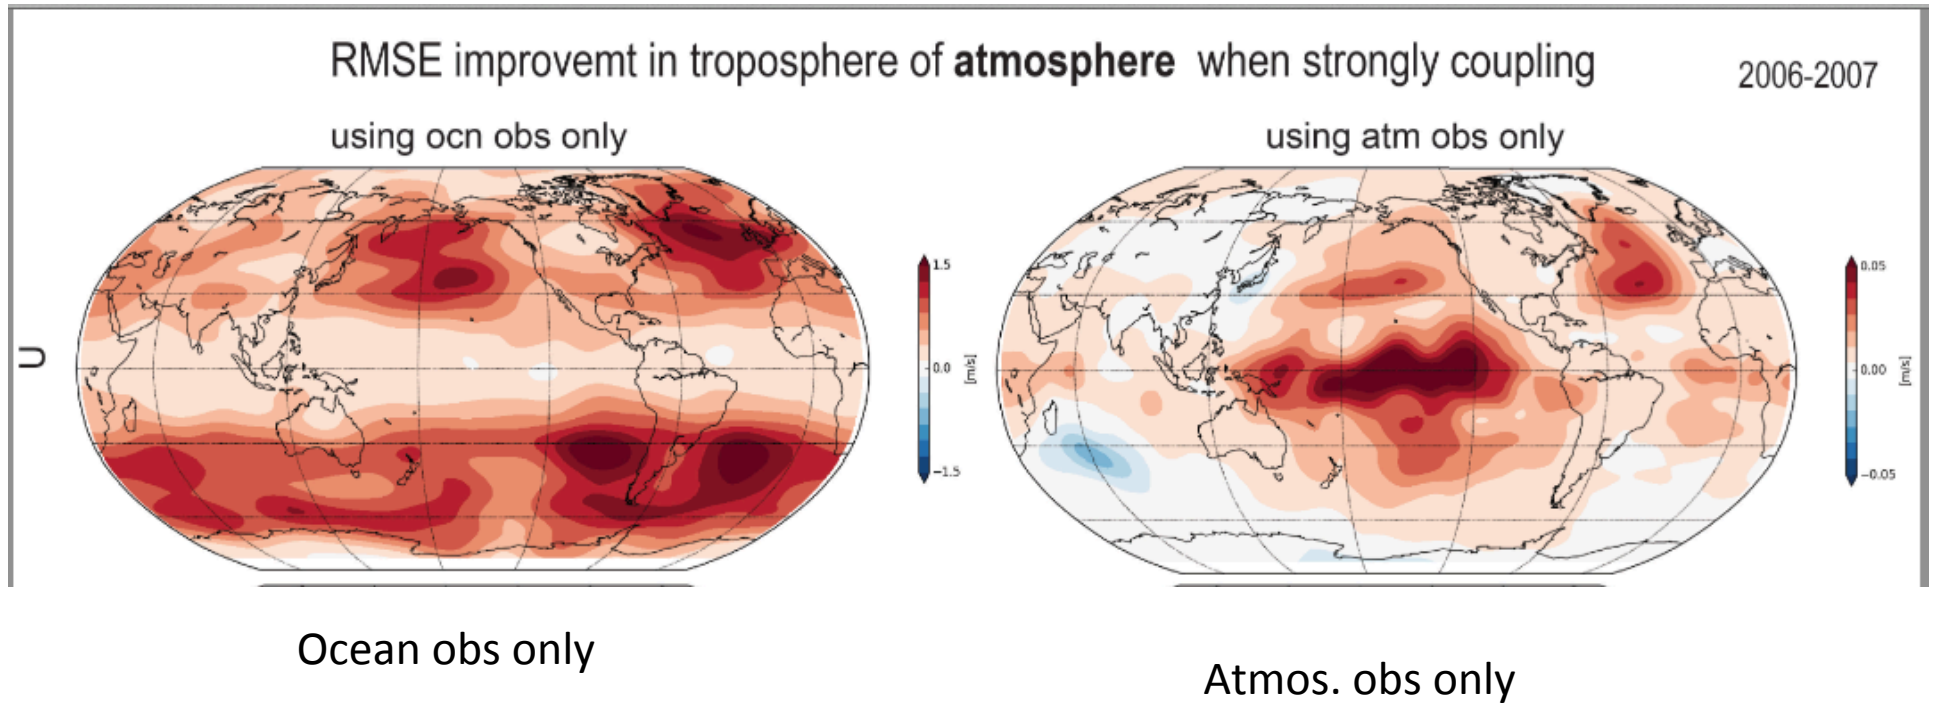 RMSE improvemt in troposphere of atmosphere when strongly coupling
2006-2007
using ocn obs only
using atm obs only
U
1.5
0.0
[m/s]
−1.5
0.05
0.00
[m/s]
−0.05
Ocean obs only
Atmos. obs only